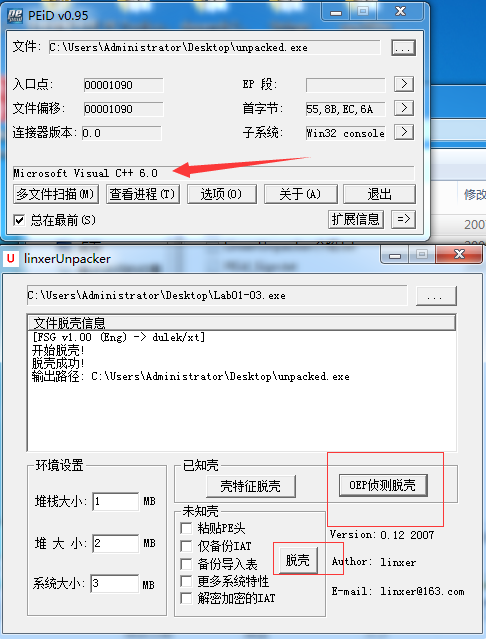 PEiD v0.95
文件: C:\Users\Administrator\Desktop\unpacked.exe ...
入口点: 00001090 EP 段: >
文件偏移: 00001090 首字节: 55,8B,EC,6A >
连接器版本: 0.0 子系统: Win32 console >
Microsoft Visual C++ 6.0
多文件扫描(M) 查看进程(T) 选项(O) 关于(A) 退出
总在最前(S) 扩展信息 =>
修改
2007
U linxerUnpacker
C:\Users\Administrator\Desktop\Lab01-03.exe ...
文件脱壳信息
[FSG v1.00 (Eng) -> dulek/xt]
开始脱壳!
脱壳成功!
输出路径: C:\Users\Administrator\Desktop\unpacked.exe
环境设置
堆栈大小: 1 MB
堆 大 小: 2 MB
系统大小: 3 MB
已知壳
壳特征脱壳 OEP侦测脱壳
未知壳
粘贴PE头
仅备份IAT
备份导入表
更多系统特性
解密加密的IAT
脱壳
Version: 0.12 2007
Author: linxer
E-mail: linxer@163.com